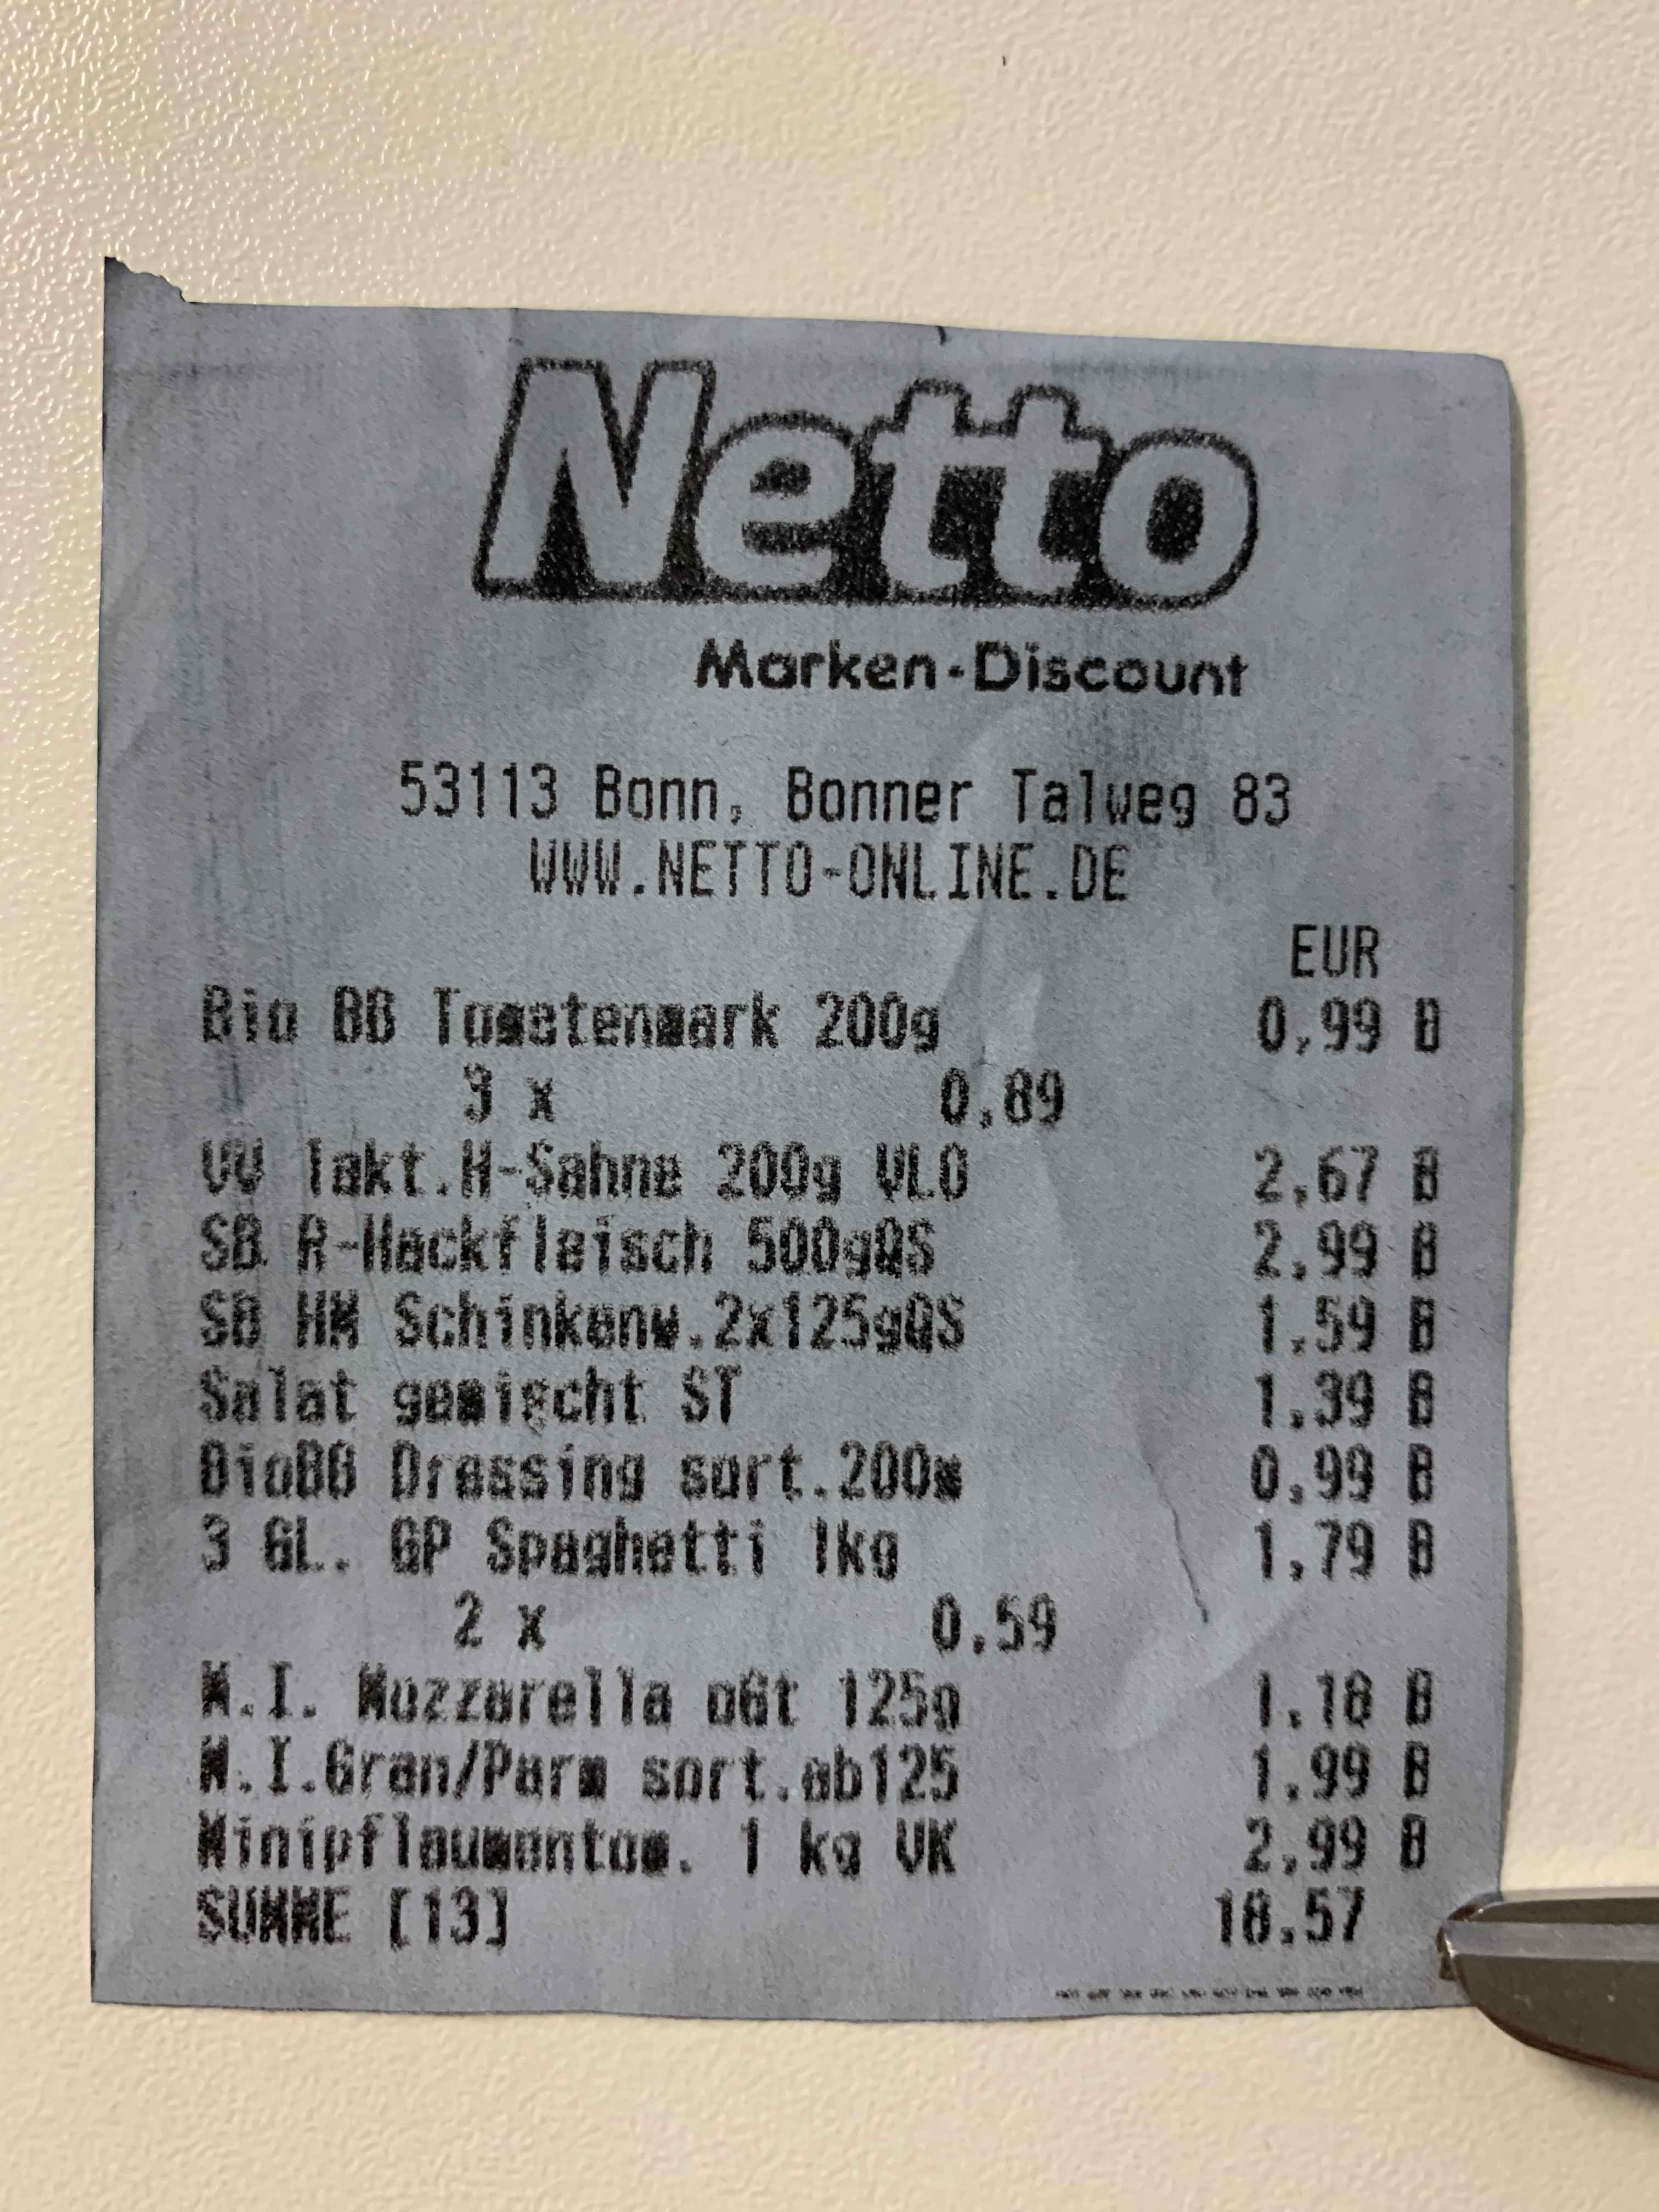 Netto
Marken-Discount
53113 Bonn, Bonner Talweg 83
WWW.NETTO-ONLINE.DE
EUR
Bio BB Tomatenmark 200g 0,99 B
3 x 0,89
VV lakt.H-Sahne 200g VLO 2,67 B
SB R-Hackfleisch 500gQS 2,99 B
SB HM Schinkenw.2x125gQS 1,59 B
Salat gemischt ST 1,39 B
BioBB Dressing sort.200m 0,99 B
3 GL. GP Spaghetti 1kg 1,79 B
2 x 0,59
M.I. Mozzarella oGt 125g 1,18 B
M.I.Gran/Parm sort.ab125 1,99 B
Minipflaumentom. 1 kg VK 2,99 B
SUMME [13] 18,57